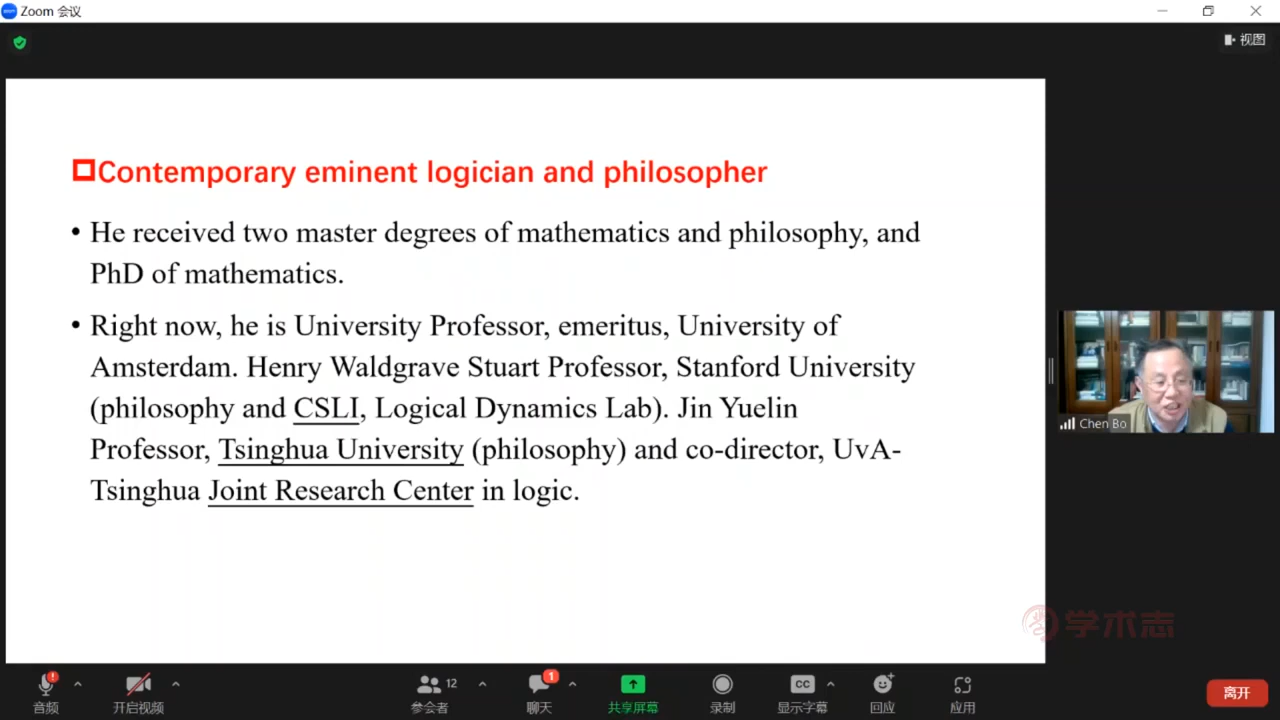 zoom
Zoom 会议
视图
Contemporary eminent logician and philosopher
• He received two master degrees of mathematics and philosophy, and
PhD of mathematics.
• Right now, he is University Professor, emeritus, University of
Amsterdam. Henry Waldgrave Stuart Professor, Stanford University
(philosophy and CSLI, Logical Dynamics Lab). Jin Yuelin
Professor, Tsinghua University (philosophy) and co-director, UvA-
Tsinghua Joint Research Center in logic.
Chen Bo
学术志
! 12 1 CC
音频 开启视频 参会者 聊天 共享屏幕 录制 显示字幕 回应 应用 离开